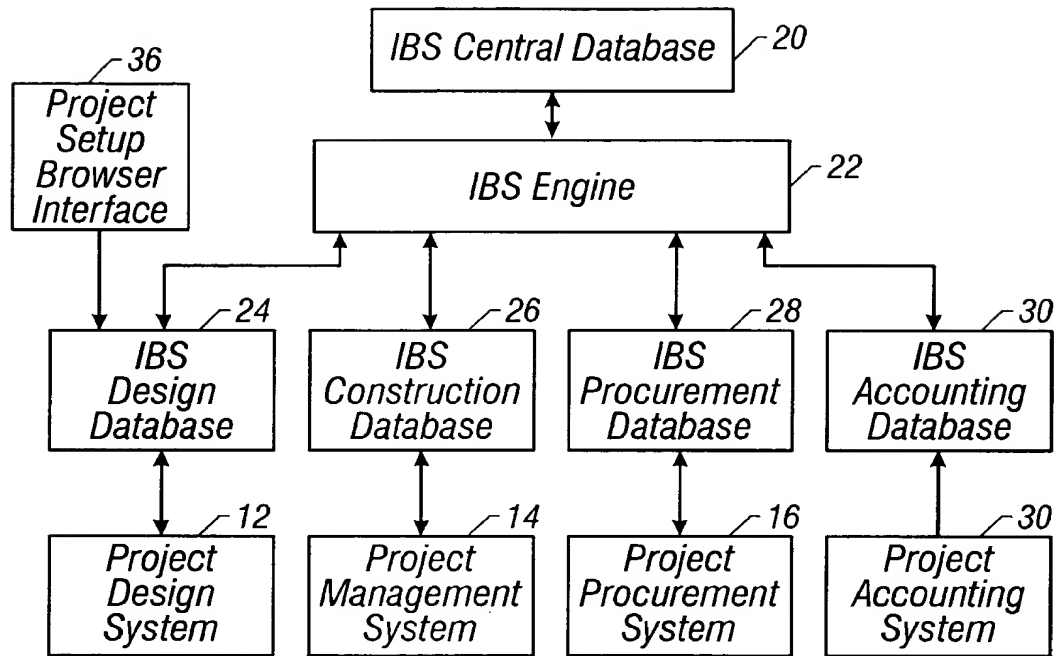 IBS Central Database
20
36
Project
Setup
Browser
Interface
IBS Engine
22
24
IBS
Design
Database
26
IBS
Construction
Database
28
IBS
Procurement
Database
30
IBS
Accounting
Database
12
Project
Design
System
14
Project
Management
System
16
Project
Procurement
System
30
Project
Accounting
System